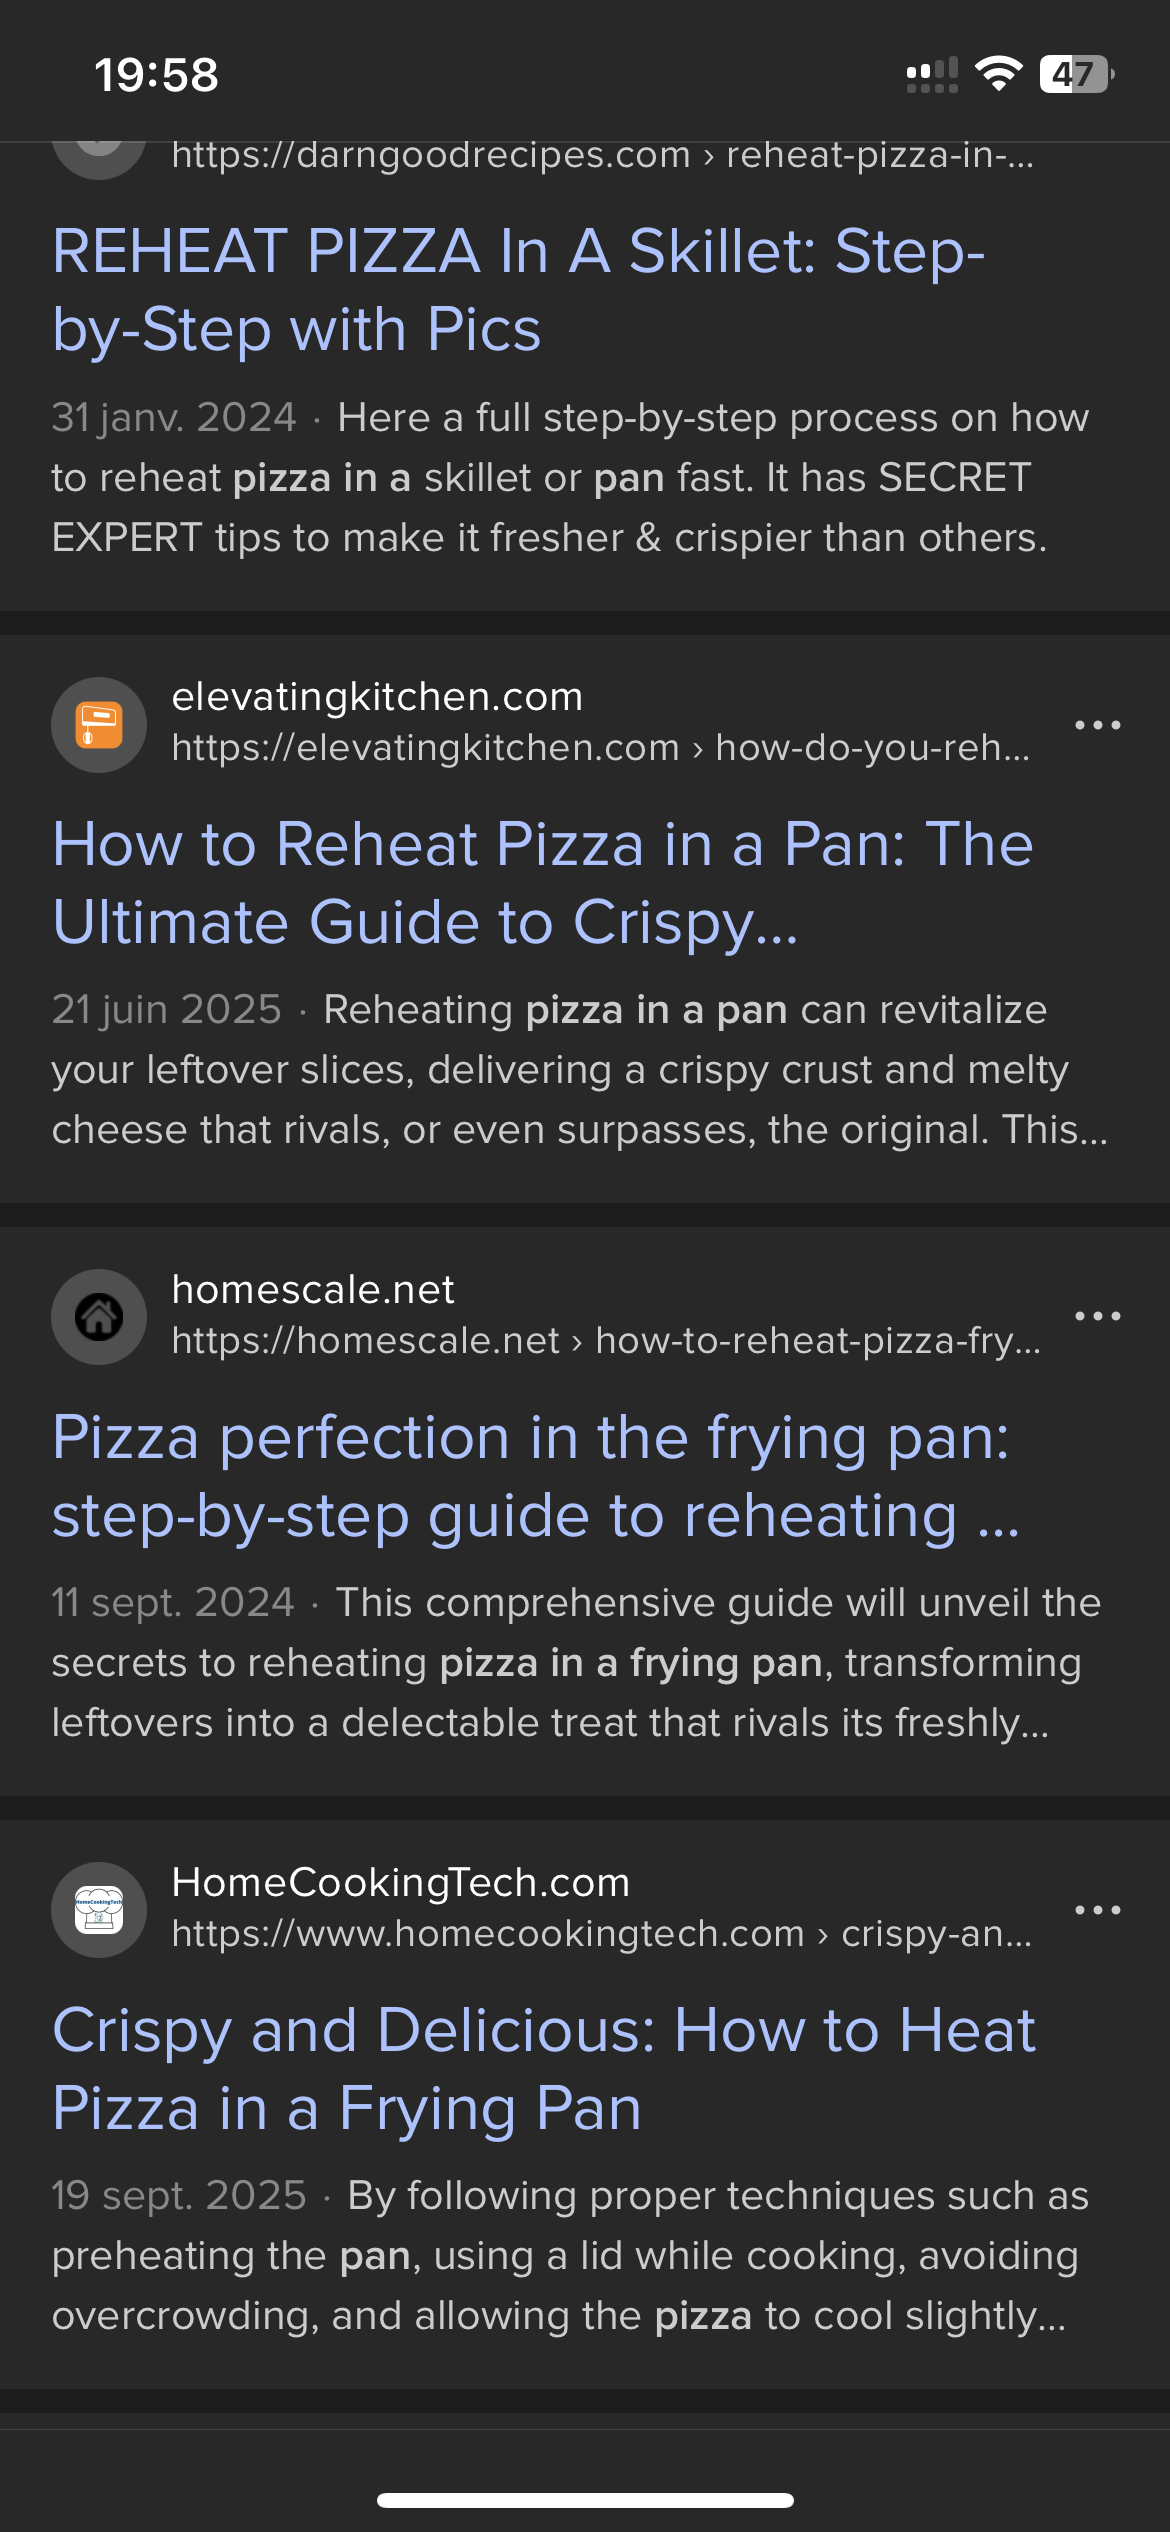 19:58
47
https://darngoodrecipes.com › reheat-pizza-in-...
REHEAT PIZZA In A Skillet: Step-
by-Step with Pics
31 janv. 2024 · Here a full step-by-step process on how
to reheat pizza in a skillet or pan fast. It has SECRET
EXPERT tips to make it fresher & crispier than others.
elevatingkitchen.com
https://elevatingkitchen.com › how-do-you-reh...
How to Reheat Pizza in a Pan: The
Ultimate Guide to Crispy...
21 juin 2025 · Reheating pizza in a pan can revitalize
your leftover slices, delivering a crispy crust and melty
cheese that rivals, or even surpasses, the original. This...
homescale.net
https://homescale.net › how-to-reheat-pizza-fry...
Pizza perfection in the frying pan:
step-by-step guide to reheating ...
11 sept. 2024 · This comprehensive guide will unveil the
secrets to reheating pizza in a frying pan, transforming
leftovers into a delectable treat that rivals its freshly...
HomeCookingTech
HomeCookingTech.com
https://www.homecookingtech.com › crispy-an...
Crispy and Delicious: How to Heat
Pizza in a Frying Pan
19 sept. 2025 · By following proper techniques such as
preheating the pan, using a lid while cooking, avoiding
overcrowding, and allowing the pizza to cool slightly...